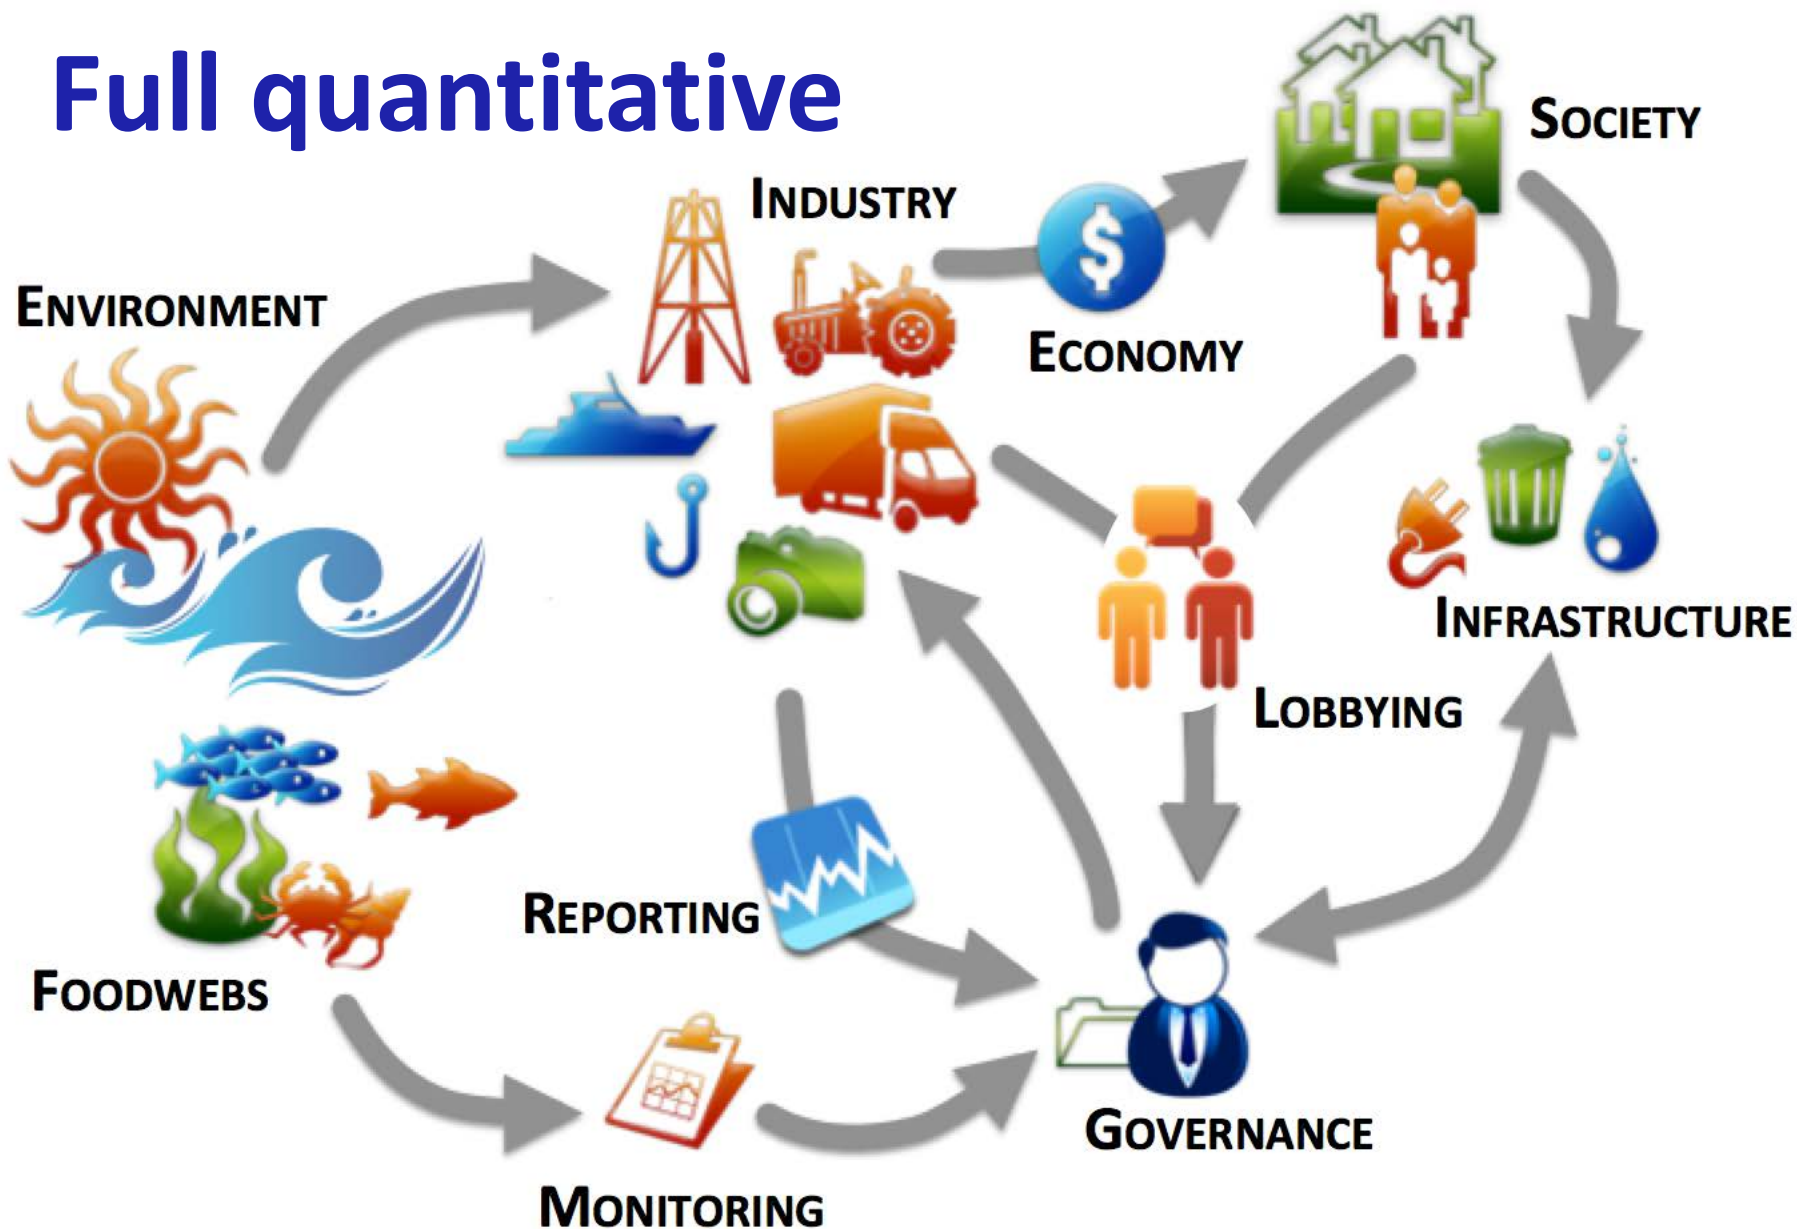 Full quantitative
SOCIETY
INDUSTRY
ENVIRONMENT
$
ECONOMY
INFRASTRUCTURE
LOBBYING
REPORTING
FOODWEBS
GOVERNANCE
MONITORING